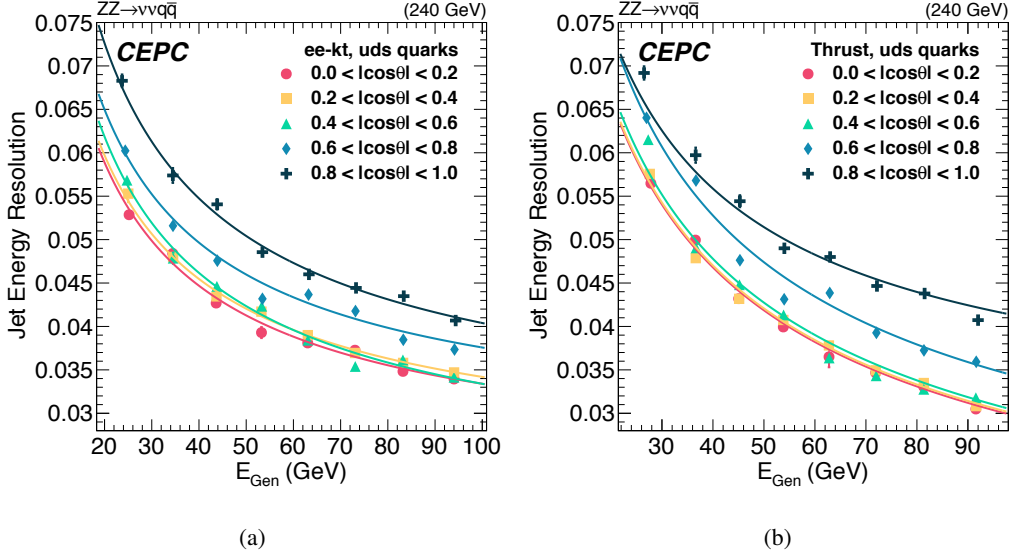 ZZ→ννqq̄ (240 GeV)
CEPC
ee-kt, uds quarks
0.0 < |cosθ| < 0.2
0.2 < |cosθ| < 0.4
0.4 < |cosθ| < 0.6
0.6 < |cosθ| < 0.8
0.8 < |cosθ| < 1.0
Jet Energy Resolution
0.075
0.07
0.065
0.06
0.055
0.05
0.045
0.04
0.035
0.03
20 30 40 50 60 70 80 90 100
E_Gen (GeV)
(a)
ZZ→ννqq̄ (240 GeV)
CEPC
Thrust, uds quarks
0.0 < |cosθ| < 0.2
0.2 < |cosθ| < 0.4
0.4 < |cosθ| < 0.6
0.6 < |cosθ| < 0.8
0.8 < |cosθ| < 1.0
Jet Energy Resolution
0.075
0.07
0.065
0.06
0.055
0.05
0.045
0.04
0.035
0.03
30 40 50 60 70 80 90
E_Gen (GeV)
(b)